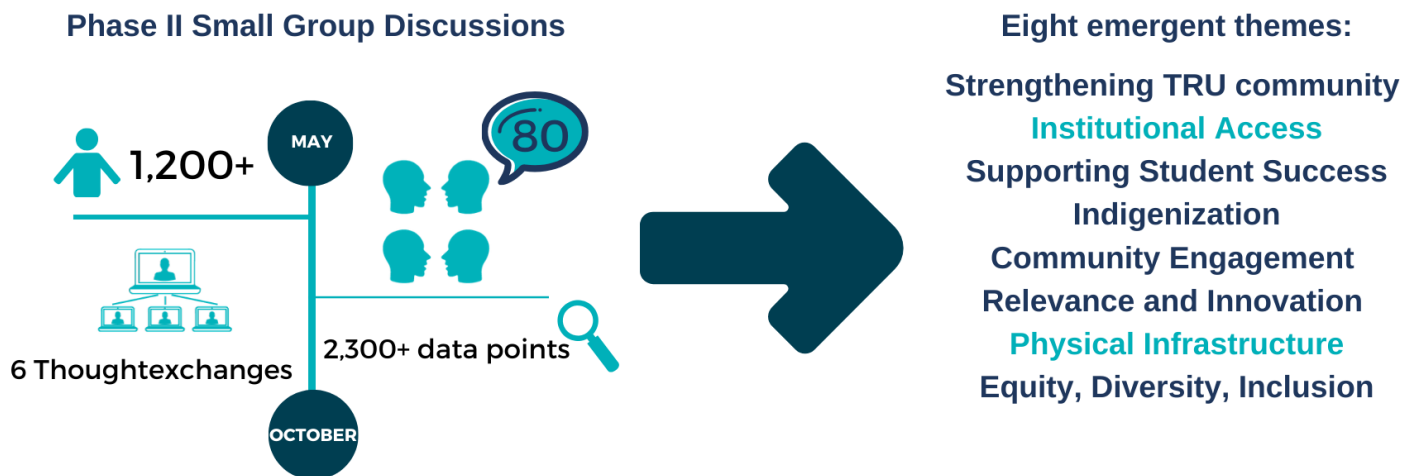 Phase II Small Group Discussions
MAY
1,200+
80
6 Thoughtexchanges
2,300+ data points
OCTOBER
Eight emergent themes:
Strengthening TRU community
Institutional Access
Supporting Student Success
Indigenization
Community Engagement
Relevance and Innovation
Physical Infrastructure
Equity, Diversity, Inclusion